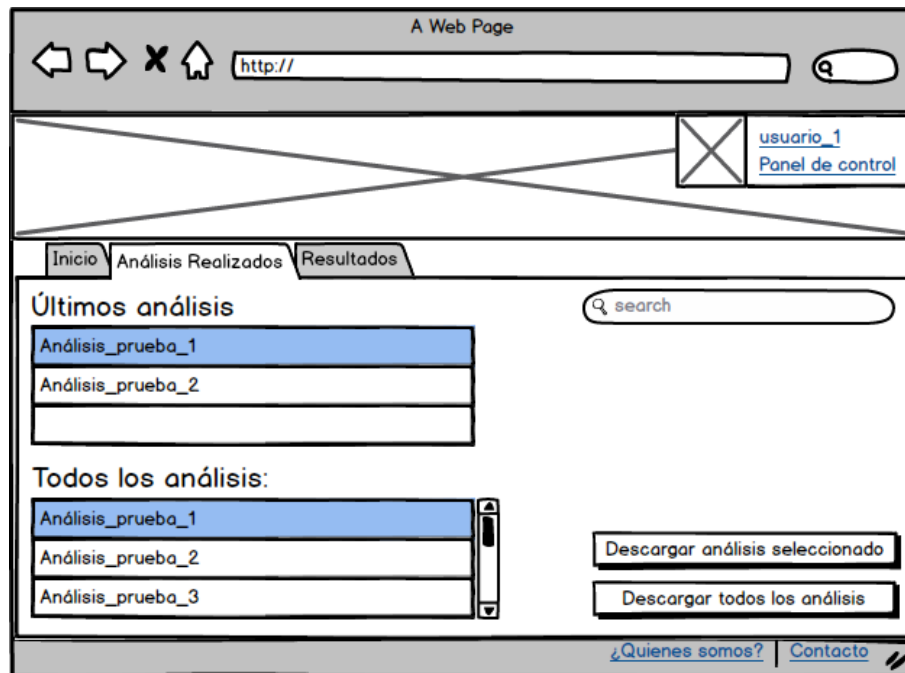 A Web Page
http://
usuario_1
Panel de control
Inicio
Análisis Realizados
Resultados
Últimos análisis
search
Análisis_prueba_1
Análisis_prueba_2
Todos los análisis:
Análisis_prueba_1
Análisis_prueba_2
Análisis_prueba_3
Descargar análisis seleccionado
Descargar todos los análisis
¿Quienes somos?
Contacto